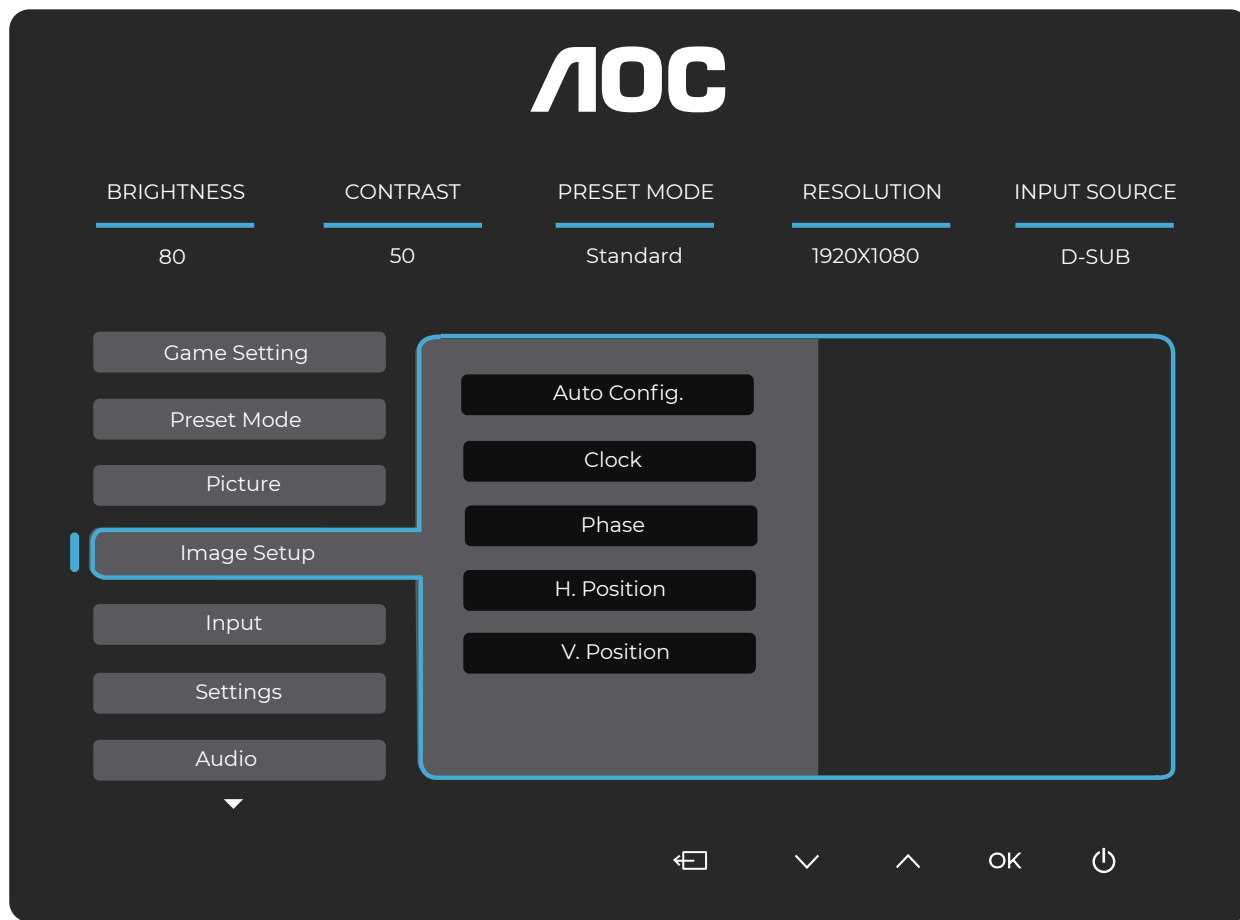 AOC
BRIGHTNESS CONTRAST PRESET MODE RESOLUTION INPUT SOURCE
80 50 Standard 1920X1080 D-SUB
Game Setting
Preset Mode
Picture
Image Setup
Input
Settings
Audio
Auto Config.
Clock
Phase
H. Position
V. Position
OK